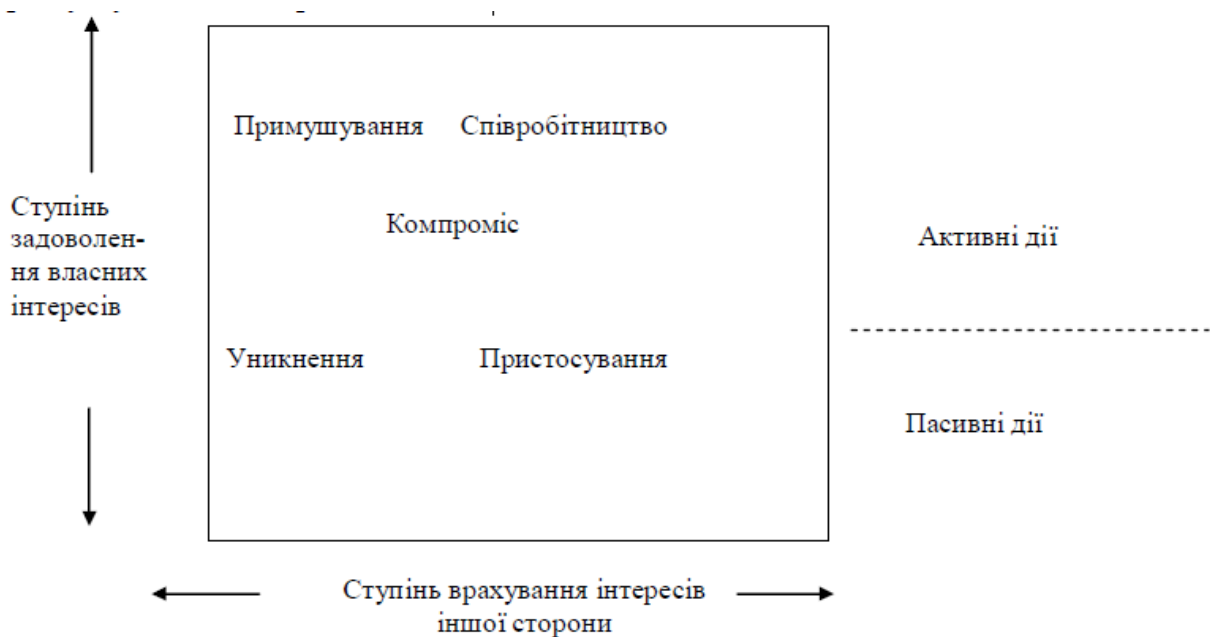 Примушування Співробітництво
Ступінь
задоволен-
ня власних
інтересів
Компроміс
Активні дії
Уникнення Пристосування
Пасивні дії
Ступінь врахування інтересів
іншої сторони